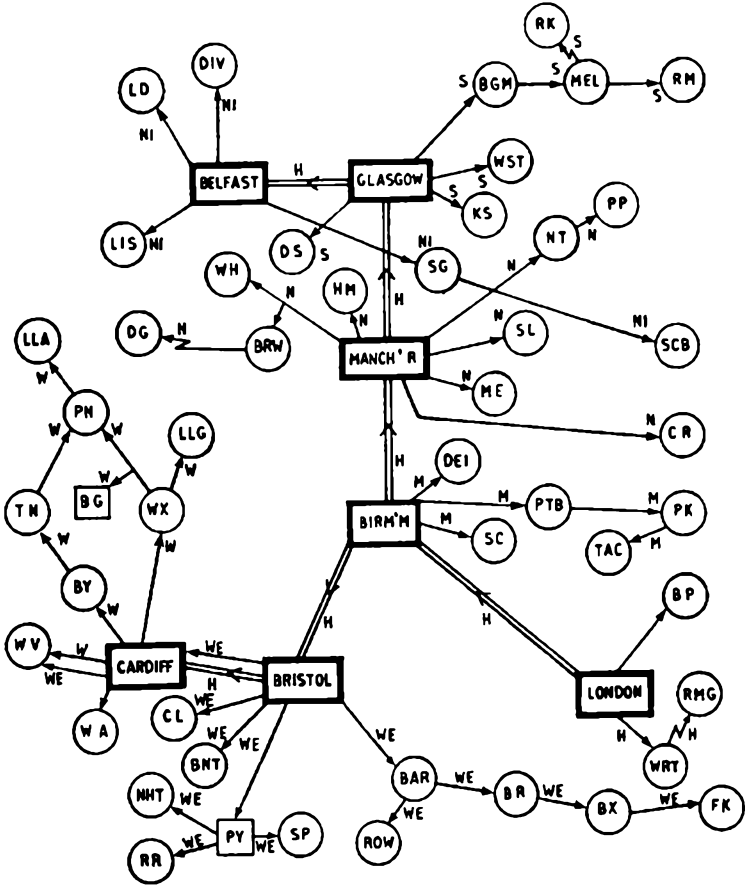 RK
S
DIV
S
BGM
S
MEL
S
RM
LD
NI
NI
H
BELFAST
GLASGOW
WST
S
S
KS
PP
LIS
NI
DS
S
NI
SG
NT
N
WH
HM
N
H
N
N
NI
DG
N
BRW
N
SL
SCB
LLA
MANCH'R
N
ME
W
PN
N
CR
W
W
LLG
DEI
H
W
M
W
BG
TN
WX
M
BIRM'M
PTB
M
PK
W
W
M
SC
TAC
M
BY
W
H
BP
H
WV
W
WE
CARDIFF
WE
H
BRISTOL
LONDON
RMG
WE
CL
WA
WE
WE
H
H
BNT
WE
WRT
BAR
WE
BR
WE
BX
WE
FK
NHT
WE
WE
PY
WE
SP
ROW
RR
WE